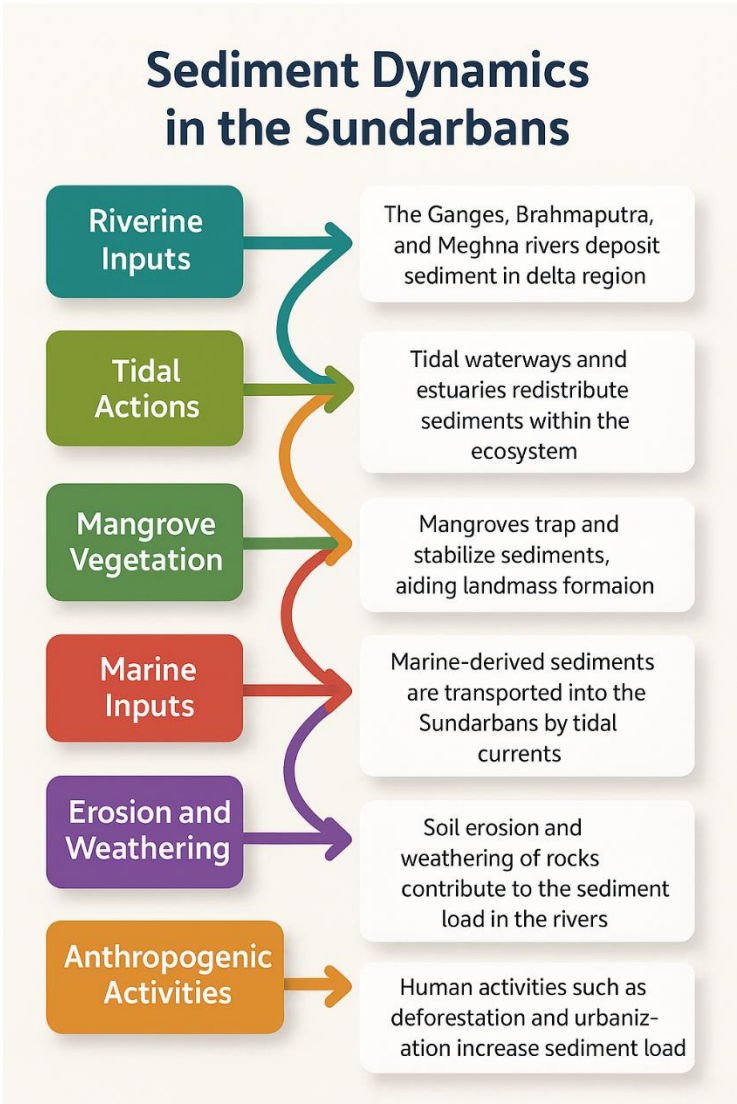 Sediment Dynamics
in the Sundarbans
Riverine
Inputs
The Ganges, Brahmaputra,
and Meghna rivers deposit
sediment in delta region
Tidal
Actions
Tidal waterways annd
estuaries redistribute
sediments within the
ecosystem
Mangrove
Vegetation
Mangroves trap and
stabilize sediments,
aiding landmass formaion
Marine
Inputs
Marine-derived sediments
are transported into the
Sundarbans by tidal
currents
Erosion and
Weathering
Soil erosion and
weathering of rocks
contribute to the sediment
load in the rivers
Anthropogenic
Activities
Human activities such as
deforestation and urbaniz-
ation increase sediment load